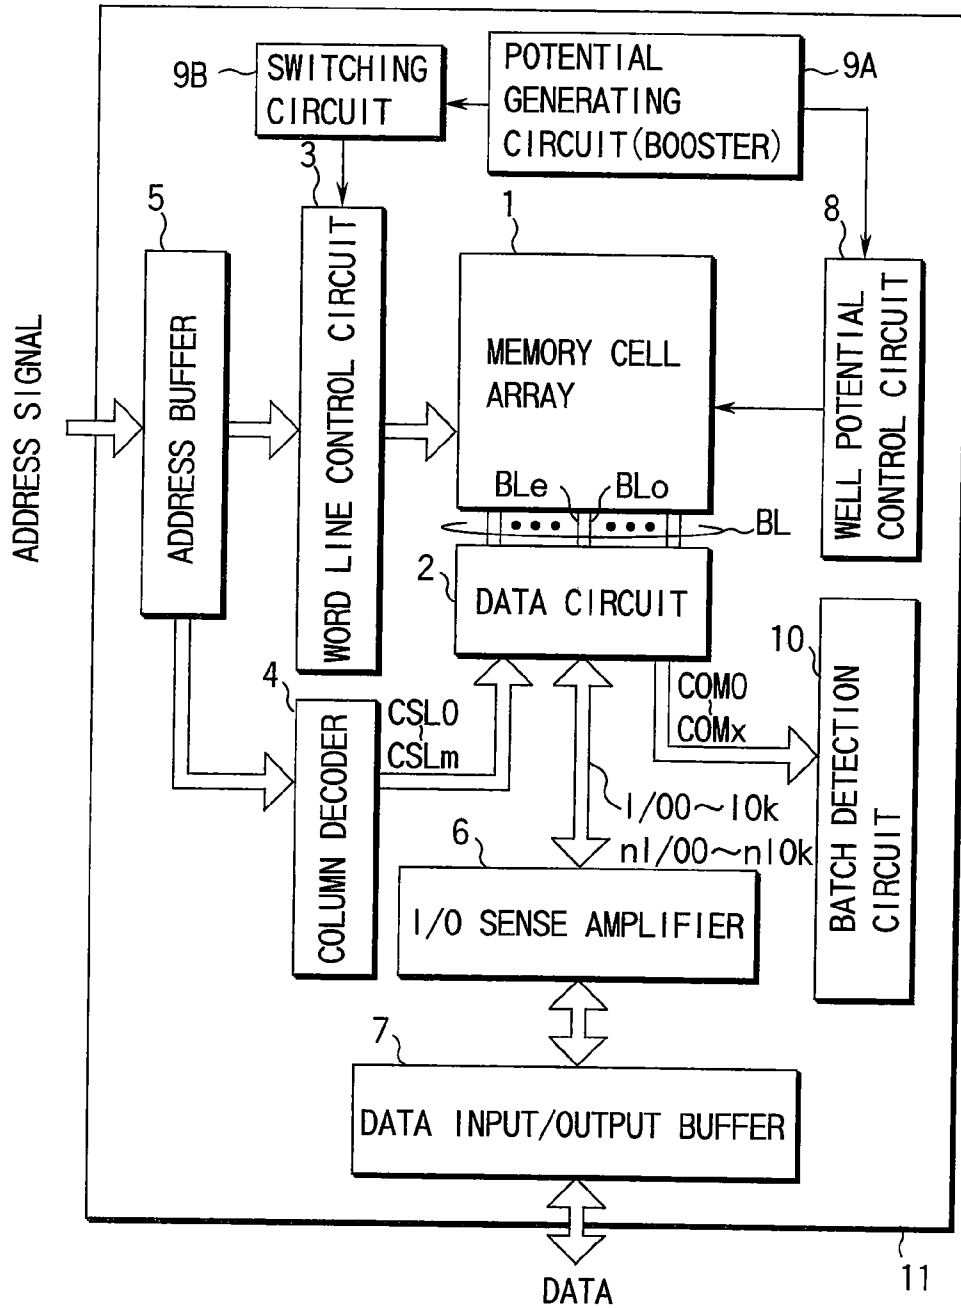 9B
SWITCHING
CIRCUIT
POTENTIAL
GENERATING
CIRCUIT(BOOSTER)
9A
3
5
1
8
ADDRESS SIGNAL
ADDRESS BUFFER
WORD LINE CONTROL CIRCUIT
MEMORY CELL
ARRAY
WELL POTENTIAL
CONTROL CIRCUIT
BLe
BLo
BL
2
DATA CIRCUIT
10
4
CSL0
~
CSLm
COM0
~
COMx
COLUMN DECODER
I/O0~IOk
nI/O0~nIOk
BATCH DETECTION
CIRCUIT
6
I/O SENSE AMPLIFIER
7
DATA INPUT/OUTPUT BUFFER
11
DATA